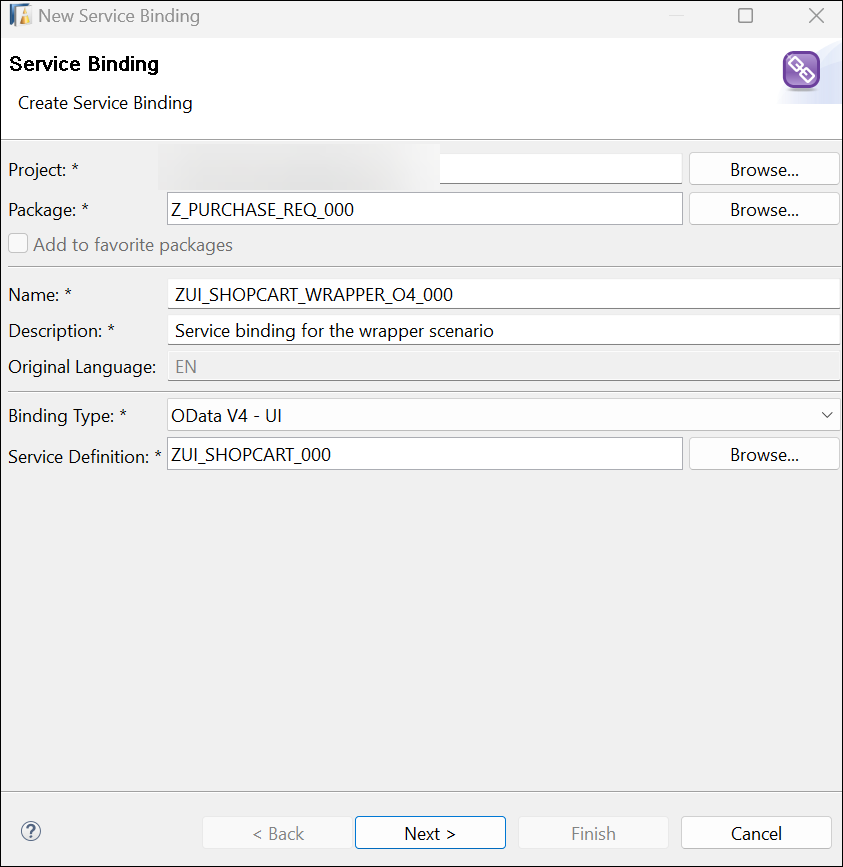 New Service Binding
Service Binding
Create Service Binding
Project: * Browse...
Package: * Z_PURCHASE_REQ_000 Browse...
Add to favorite packages
Name: * ZUI_SHOPCART_WRAPPER_O4_000
Description: * Service binding for the wrapper scenario
Original Language: EN
Binding Type: * OData V4 - UI
Service Definition: * ZUI_SHOPCART_000 Browse...
? < Back Next > Finish Cancel